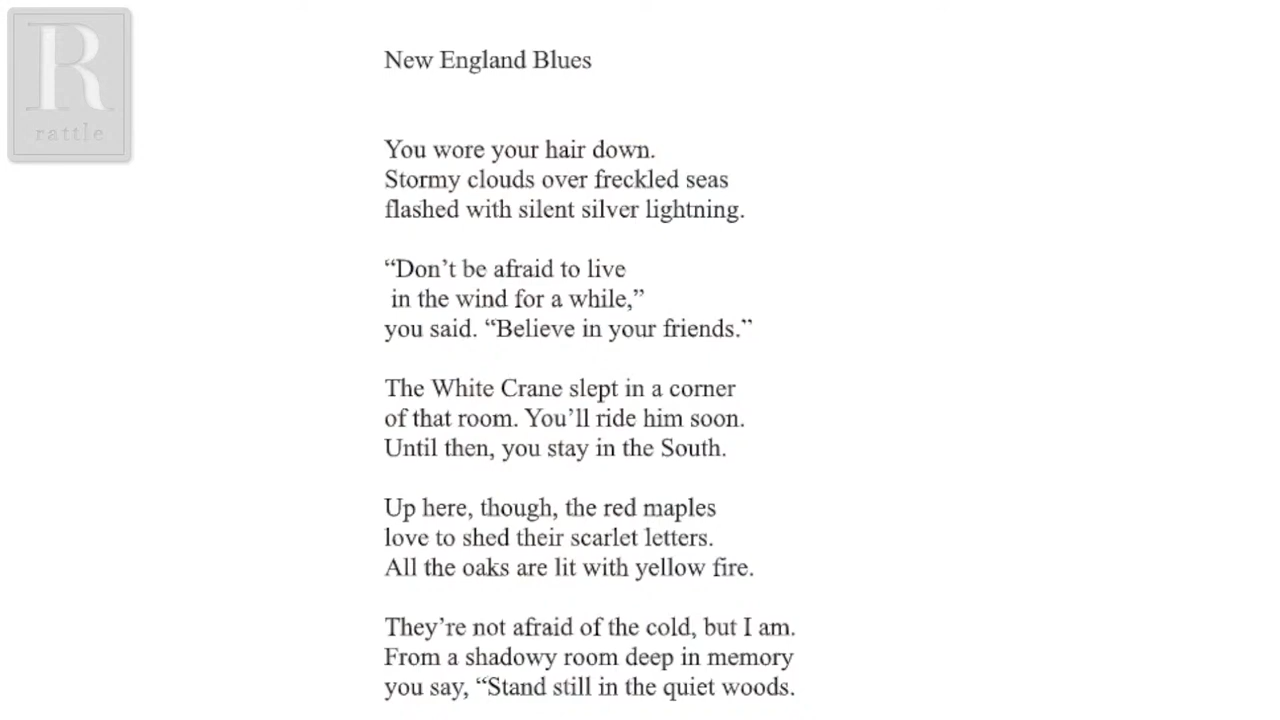 R
rattle
New England Blues
You wore your hair down.
Stormy clouds over freckled seas
flashed with silent silver lightning.
“Don’t be afraid to live
in the wind for a while,”
you said. “Believe in your friends.”
The White Crane slept in a corner
of that room. You’ll ride him soon.
Until then, you stay in the South.
Up here, though, the red maples
love to shed their scarlet letters.
All the oaks are lit with yellow fire.
They’re not afraid of the cold, but I am.
From a shadowy room deep in memory
you say, “Stand still in the quiet woods.